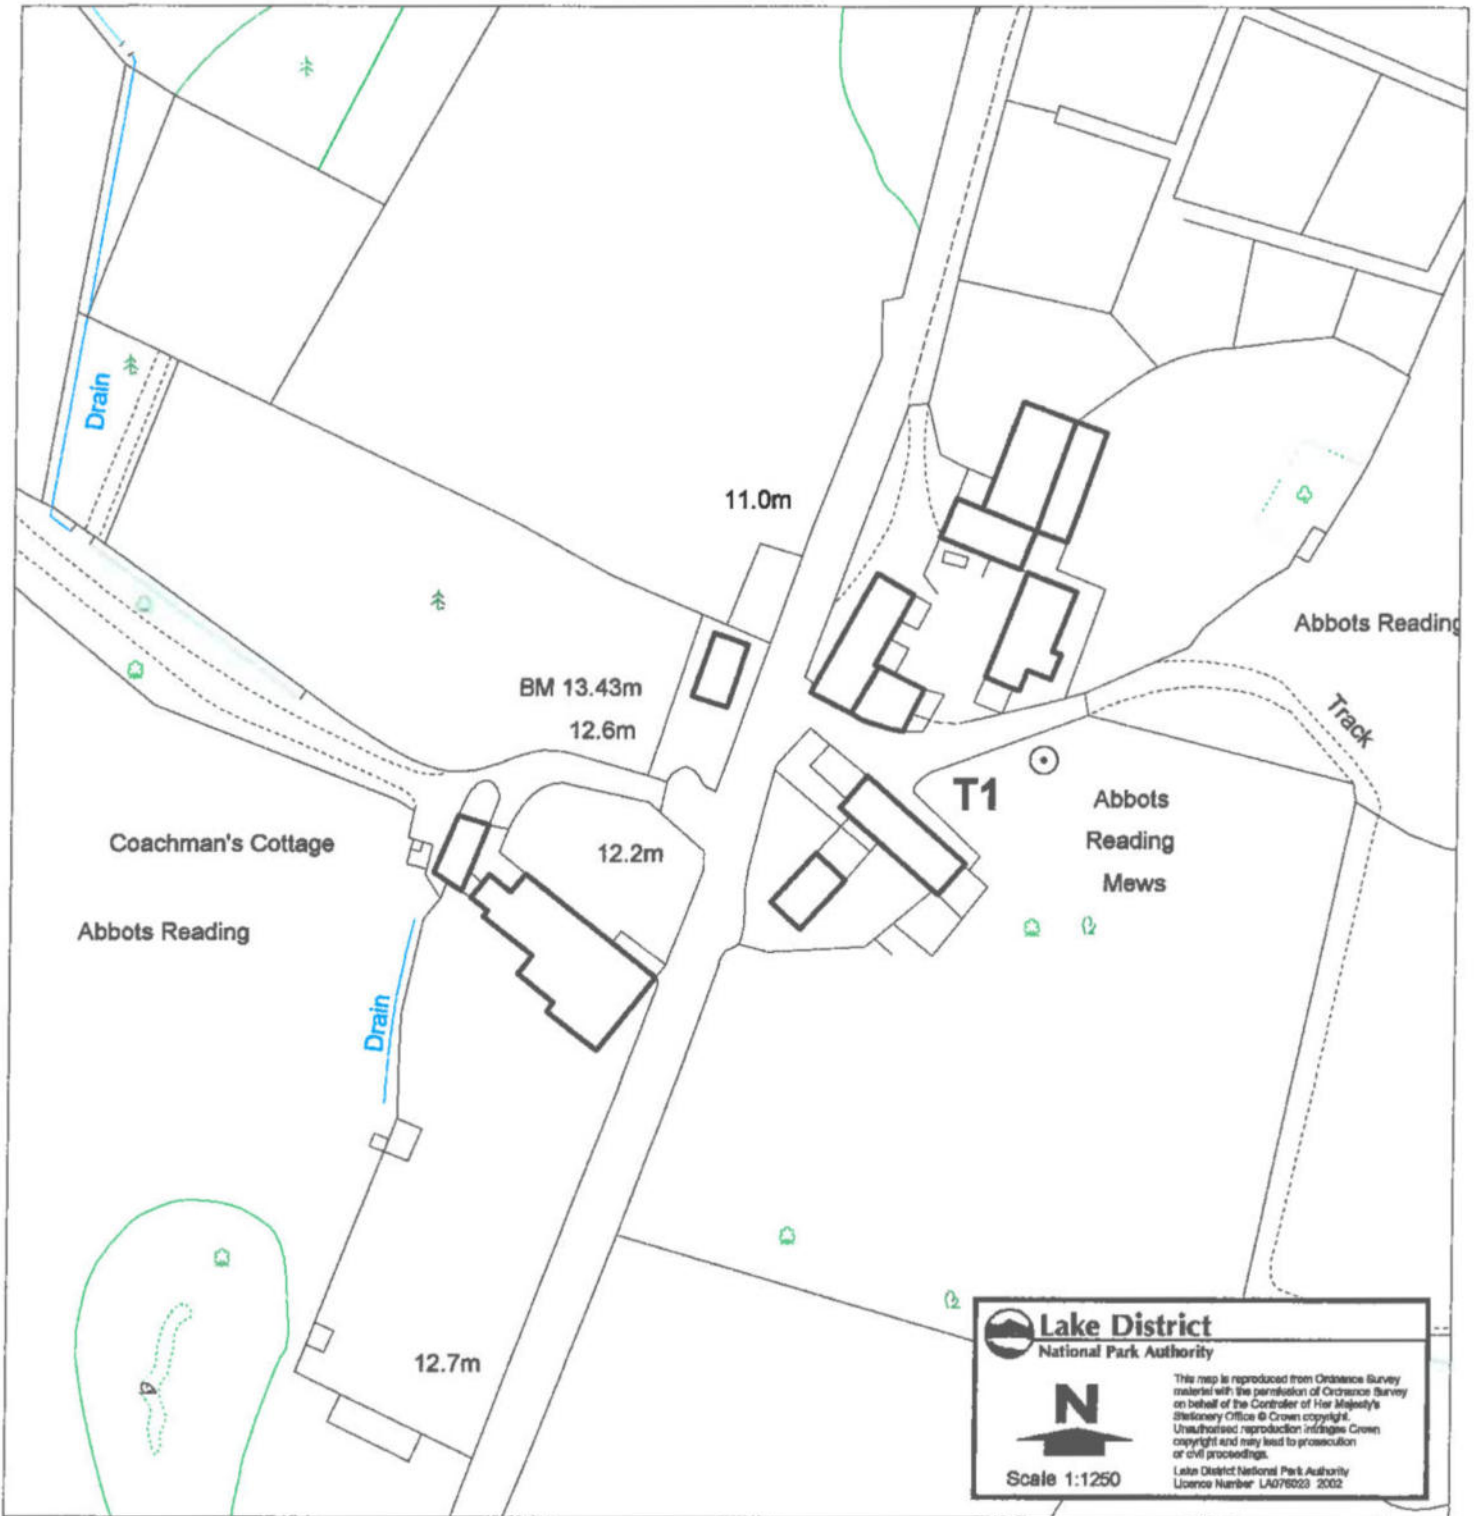 Drain
11.0m
Abbots Reading
BM 13.43m
12.6m
Track
T1
Abbots
Reading
Mews
Coachman's Cottage
12.2m
Abbots Reading
Drain
12.7m
Lake District
National Park Authority
N
Scale 1:1250
This map is reproduced from Ordnance Survey
material with the permission of Ordnance Survey
on behalf of the Controller of Her Majesty's
Stationery Office © Crown copyright.
Unauthorised reproduction infringes Crown
copyright and may lead to prosecution
or civil proceedings.
Lake District National Park Authority
Licence Number LA076023 2002